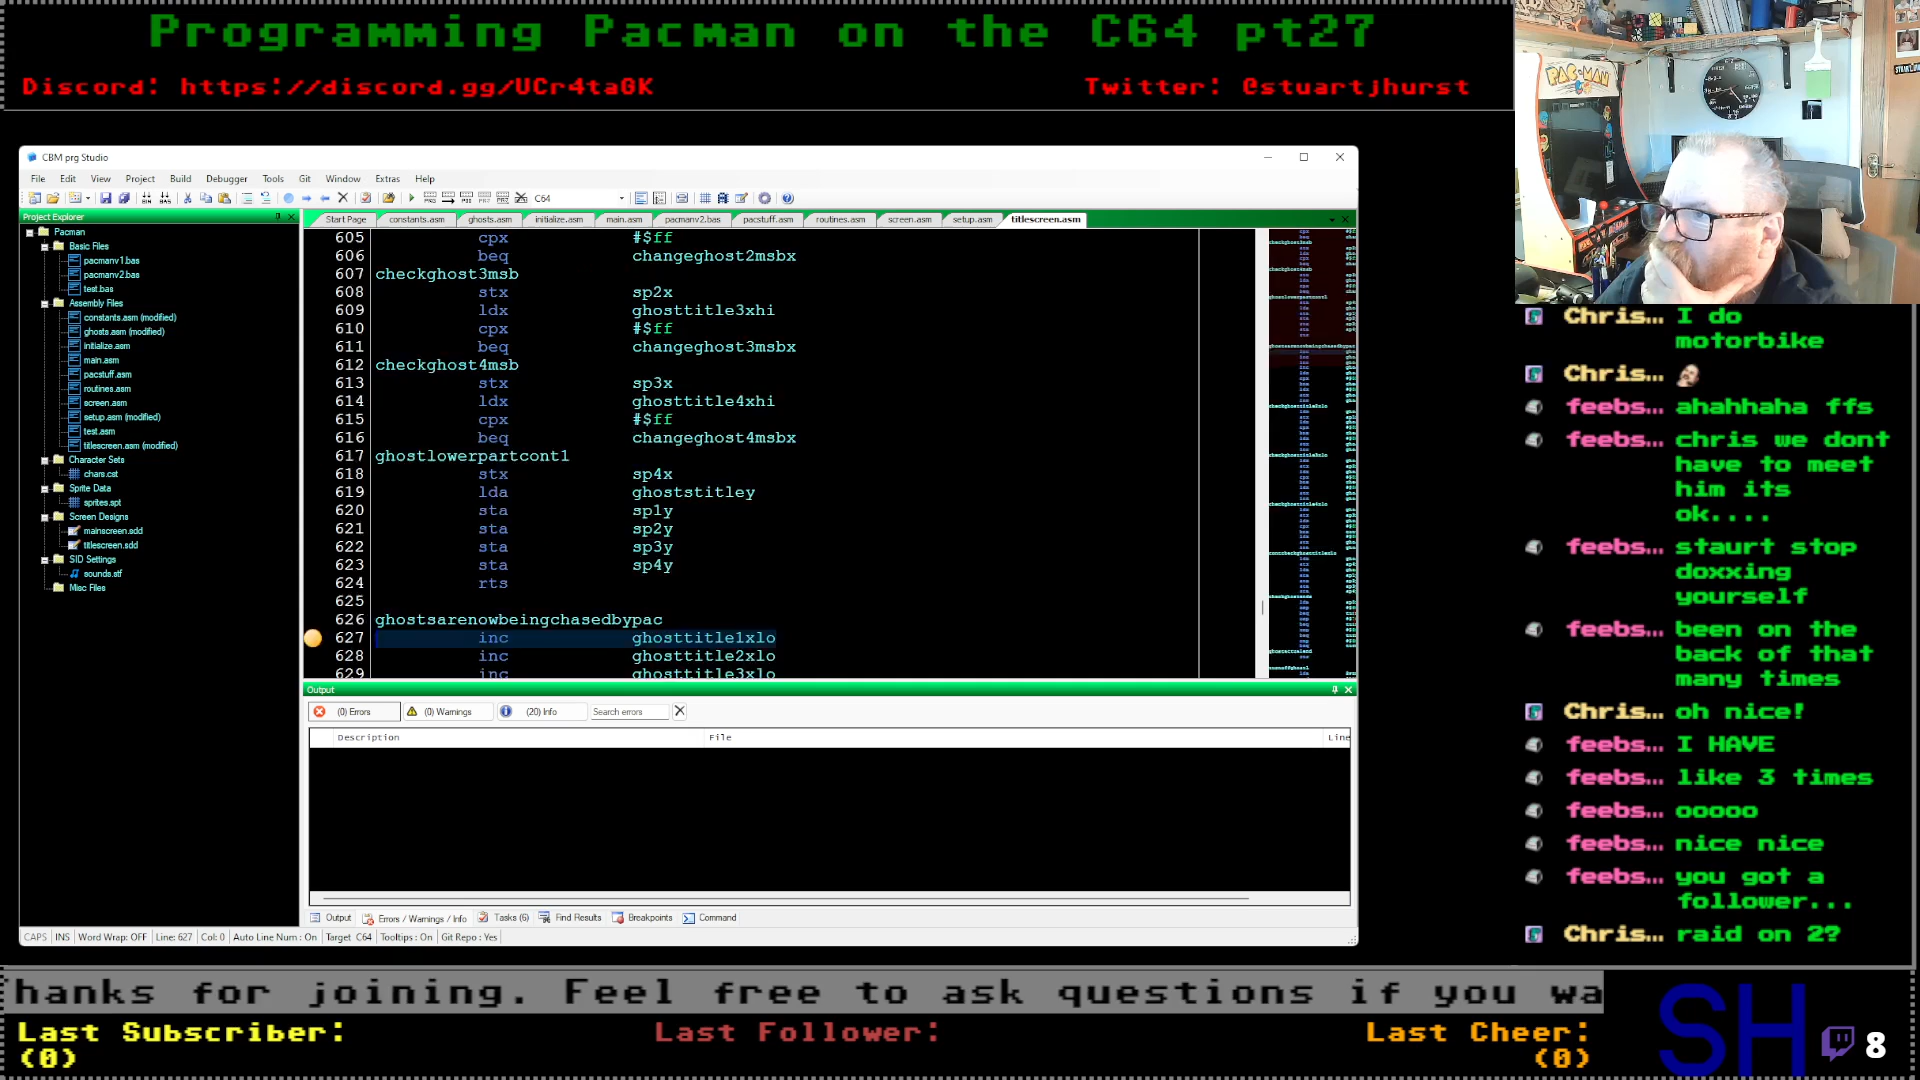 Programming Pacman on the C64 pt27
Discord: https://discord.gg/UCr4taGK
Twitter: @stuartjhurst
CBM prg Studio
File Edit View Project Build Debugger Tools Git Window Extras Help
C64
Project Explorer
Start Page constants.asm ghosts.asm initialize.asm main.asm pacmanv2.bas pacstuff.asm routines.asm screen.asm setup.asm titlescreen.asm
Pacman
Basic Files
pacmanv1.bas
pacmanv2.bas
test.bas
Assembly Files
constants.asm (modified)
ghosts.asm (modified)
initialize.asm
main.asm
pacstuff.asm
routines.asm
screen.asm
setup.asm (modified)
test.asm
titlescreen.asm (modified)
Character Sets
chars.cst
Sprite Data
sprites.spt
Screen Designs
mainscreen.sdd
titlescreen.sdd
SID Settings
sounds.stf
Misc Files
605 cpx #$ff
606 beq changeghost2msbx
607 checkghost3msb
608 stx sp2x
609 ldx ghosttitle3xhi
610 cpx #$ff
611 beq changeghost3msbx
612 checkghost4msb
613 stx sp3x
614 ldx ghosttitle4xhi
615 cpx #$ff
616 beq changeghost4msbx
617 ghostlowerpartcont1
618 stx sp4x
619 lda ghoststitley
620 sta sp1y
621 sta sp2y
622 sta sp3y
623 sta sp4y
624 rts
625
626 ghostsarenowbeingchasedbypac
627 inc ghosttitle1xlo
628 inc ghosttitle2xlo
629 inc ghosttitle3xlo
Output
(0) Errors (0) Warnings (20) Info Search errors
Description File Line
Output Errors / Warnings / Info Tasks (6) Find Results Breakpoints Command
CAPS INS Word Wrap: OFF Line: 627 Col: 0 Auto Line Num : On Target C64 Tooltips : On Git Repo : Yes
PAC-MAN
Chris... I do
motorbike
Chris...
feebs... ahahhaha ffs
feebs... chris we dont
have to meet
him its
ok....
feebs... staurt stop
doxxing
yourself
feebs... been on the
back of that
many times
Chris... oh nice!
feebs... I HAVE
feebs... like 3 times
feebs... ooooo
feebs... nice nice
feebs... you got a
follower...
Chris... raid on 2?
hanks for joining. Feel free to ask questions if you wa
Last Subscriber:
(0)
Last Follower:
Last Cheer:
(0)
SH
8